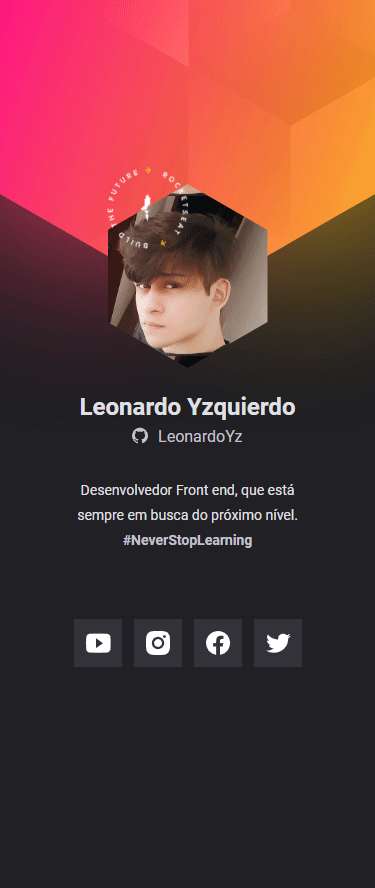 BUILD THE FUTURE ROCKETSEAT
Leonardo Yzquierdo
LeonardoYz
Desenvolvedor Front end, que está
sempre em busca do próximo nível.
#NeverStopLearning